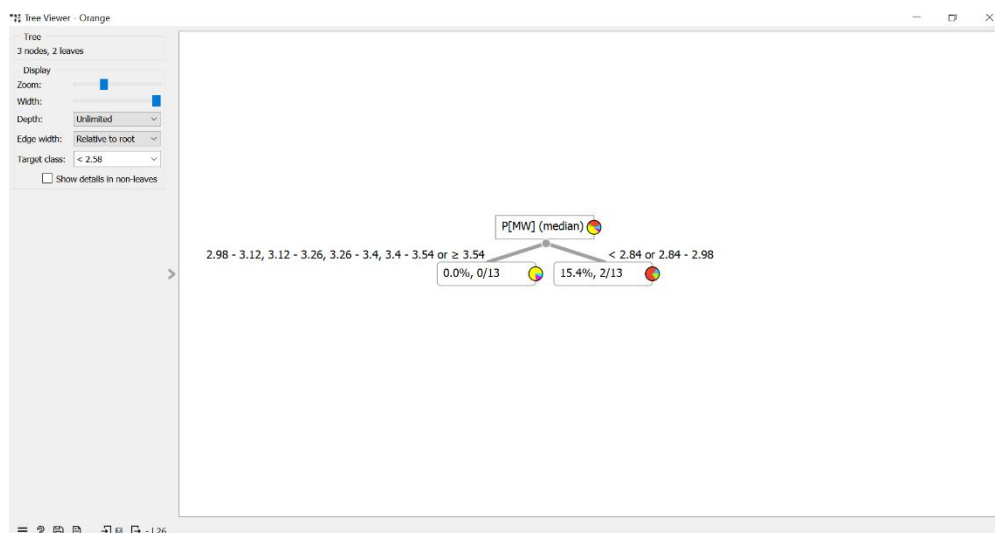 Tree Viewer - Orange
Tree
3 nodes, 2 leaves
Display
Zoom:
Width:
Depth: Unlimited
Edge width: Relative to root
Target class: < 2.58
Show details in non-leaves
P[MW] (median)
2.98 - 3.12, 3.12 - 3.26, 3.26 - 3.4, 3.4 - 3.54 or ≥ 3.54
< 2.84 or 2.84 - 2.98
0.0%, 0/13
15.4%, 2/13